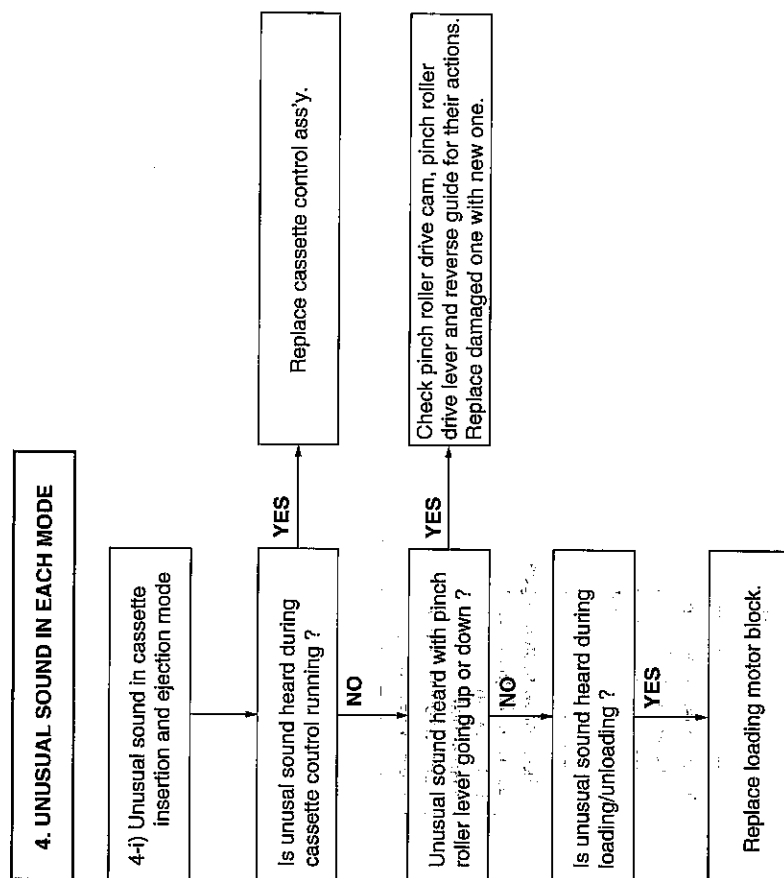 4. UNUSUAL SOUND IN EACH MODE
4-i) Unusual sound in cassette
insertion and ejection mode
Is unusual sound heard during
cassette coutrol running ?
YES
Replace cassette control ass'y.
NO
Unusual sound heard with pinch
roller lever going up or down ?
YES
Check pinch roller drive cam, pinch roller
drive lever and reverse guide for their actions.
Replace damaged one with new one.
NO
Is unusual sound heard during
loading/unloading ?
YES
Replace loading motor block.